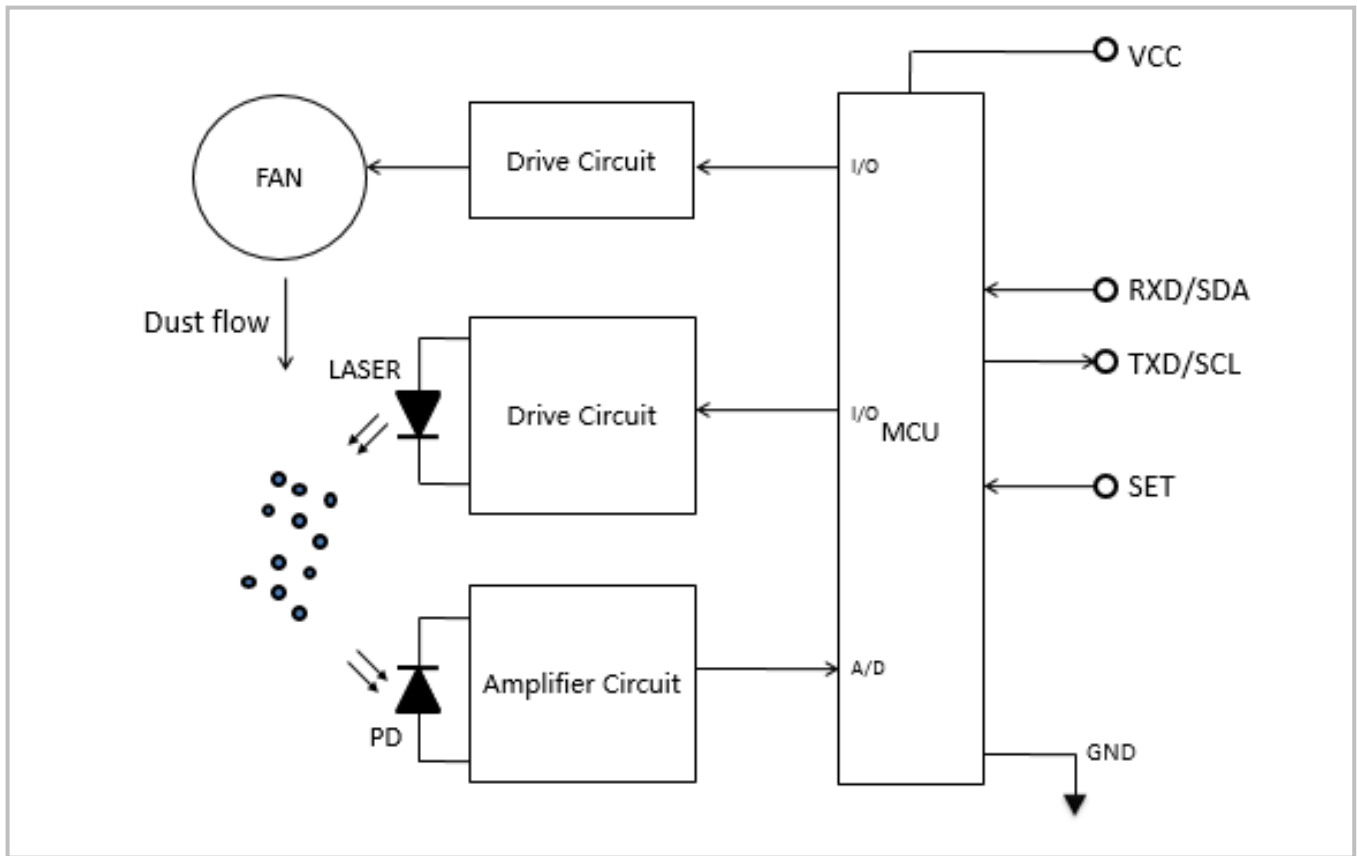 VCC
FAN
Drive Circuit
I/O
RXD/SDA
Dust flow
TXD/SCL
LASER
Drive Circuit
I/O
MCU
SET
A/D
Amplifier Circuit
PD
GND